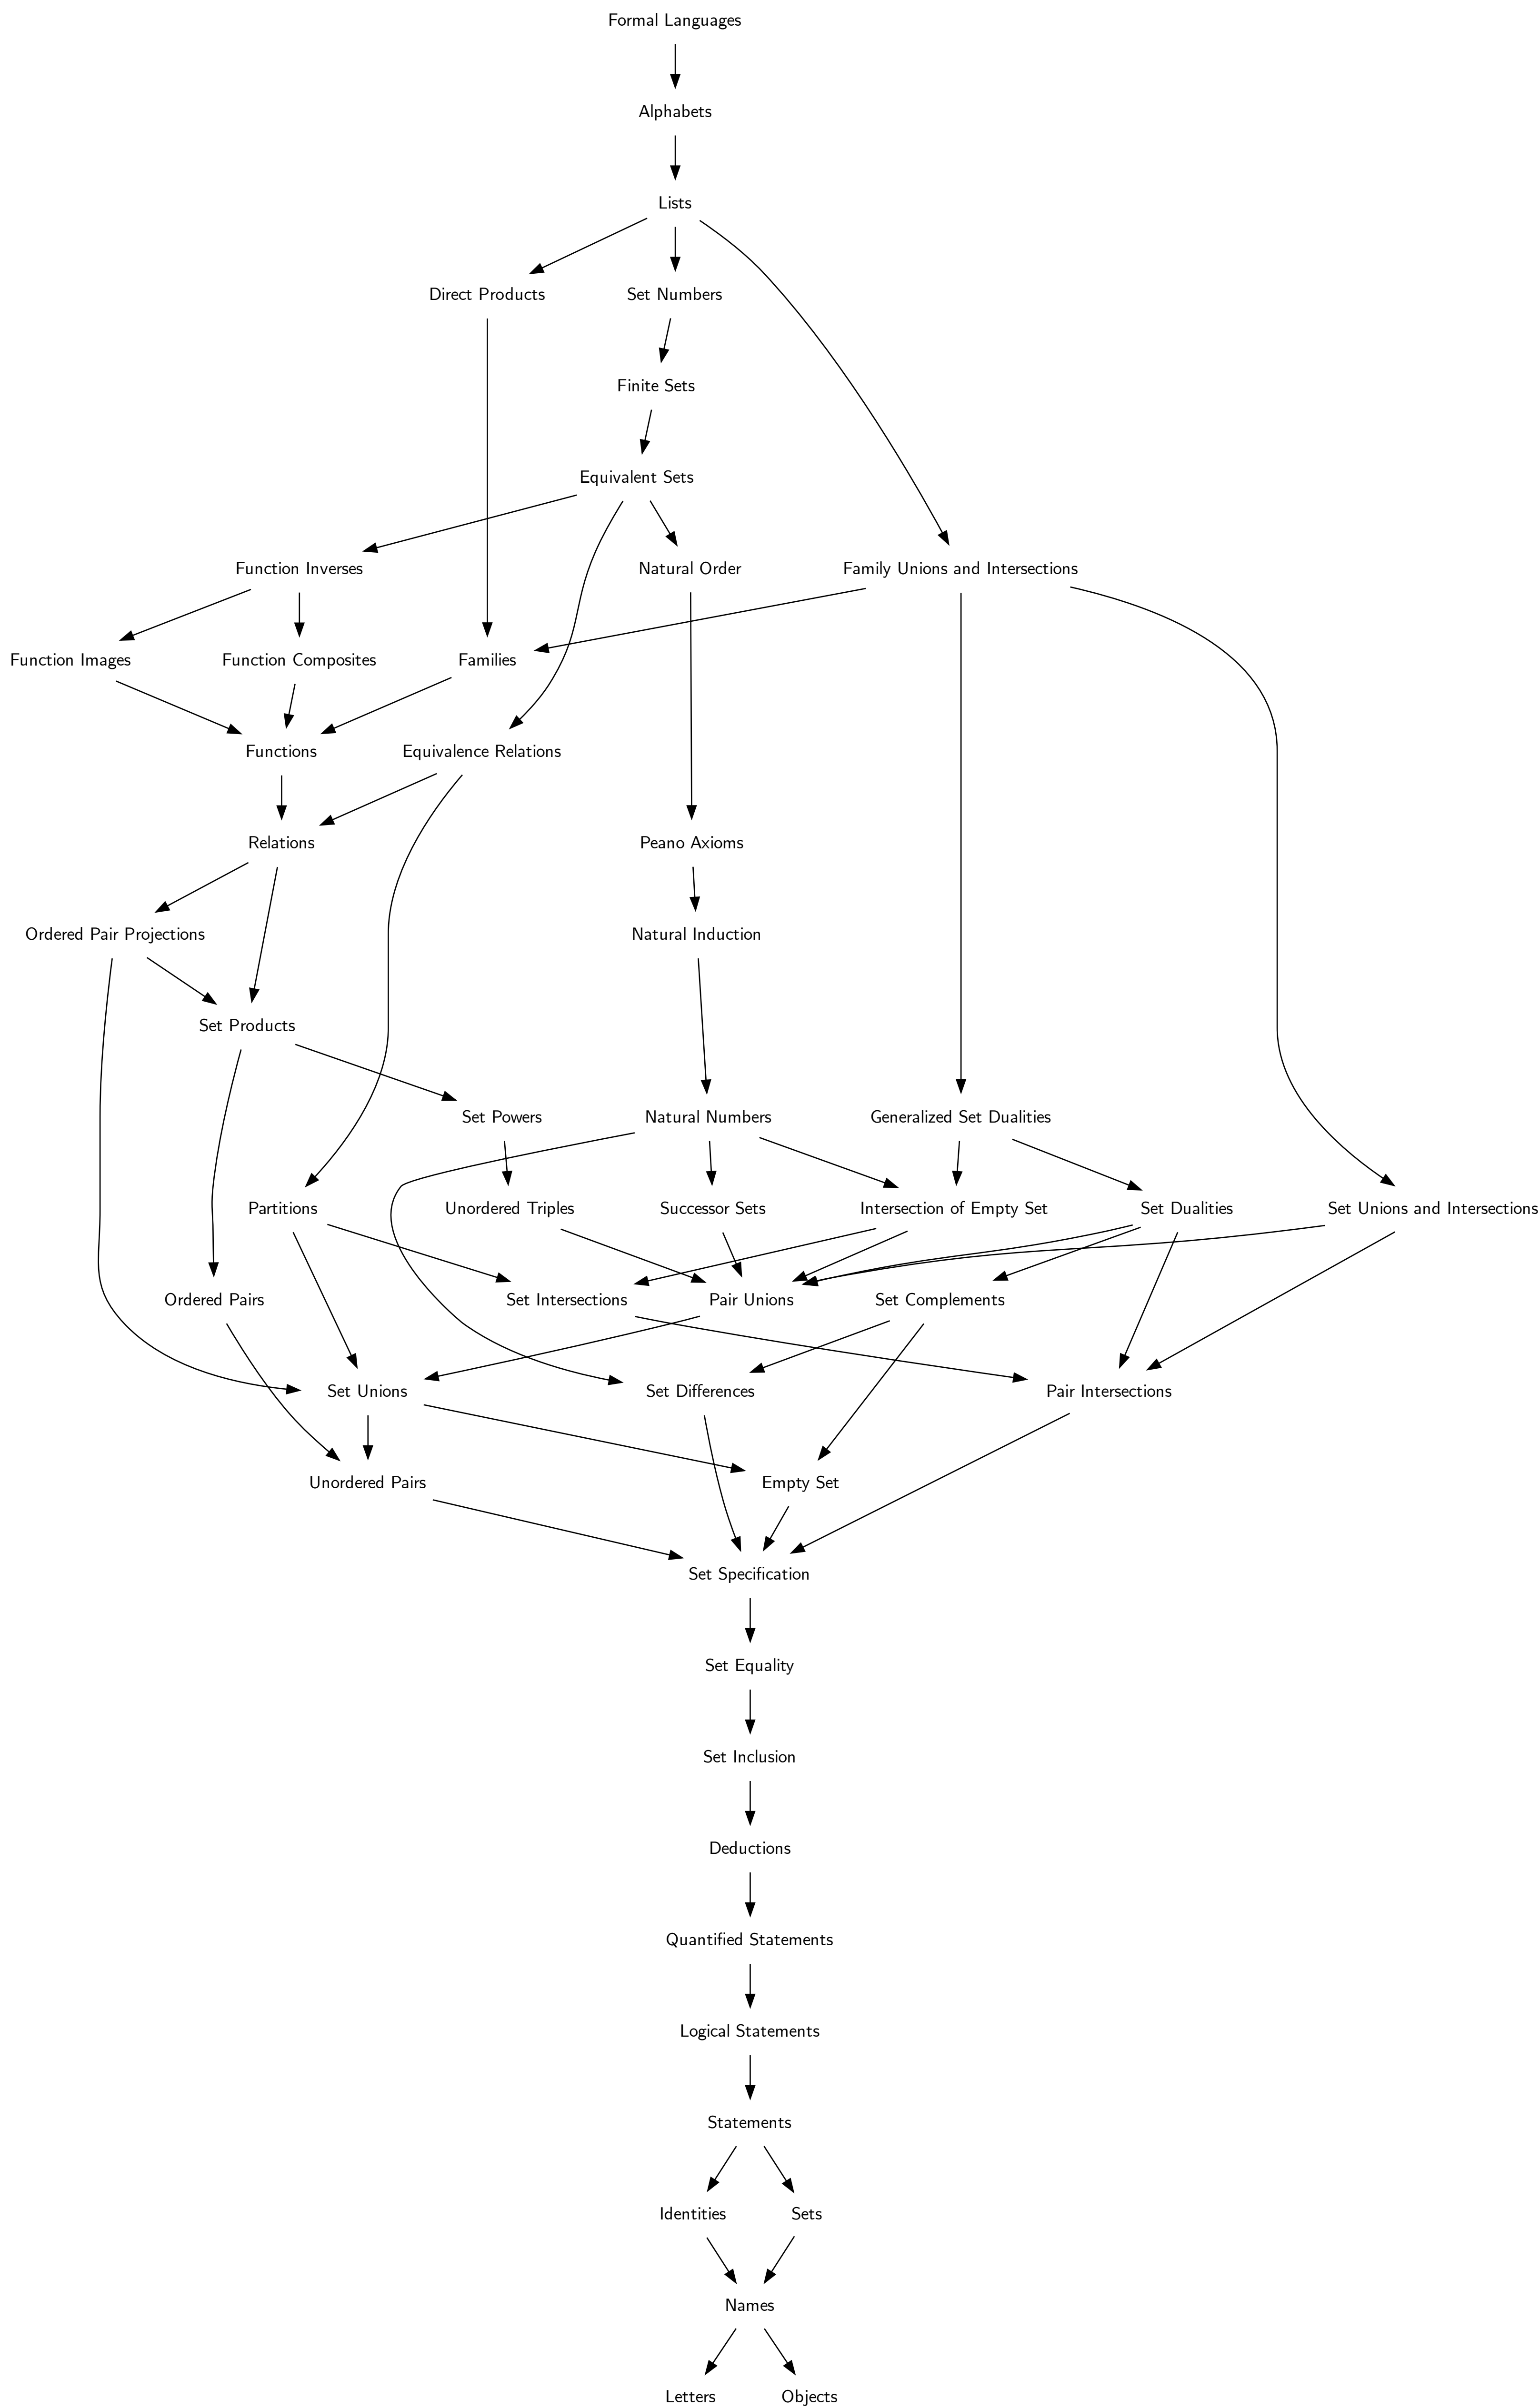 Formal Languages
Alphabets
Lists
Direct Products
Set Numbers
Finite Sets
Equivalent Sets
Function Inverses
Natural Order
Family Unions and Intersections
Function Images
Function Composites
Families
Functions
Equivalence Relations
Relations
Peano Axioms
Ordered Pair Projections
Natural Induction
Set Products
Set Powers
Natural Numbers
Generalized Set Dualities
Partitions
Unordered Triples
Successor Sets
Intersection of Empty Set
Set Dualities
Set Unions and Intersections
Ordered Pairs
Set Intersections
Pair Unions
Set Complements
Set Unions
Set Differences
Pair Intersections
Unordered Pairs
Empty Set
Set Specification
Set Equality
Set Inclusion
Deductions
Quantified Statements
Logical Statements
Statements
Identities
Sets
Names
Letters
Objects